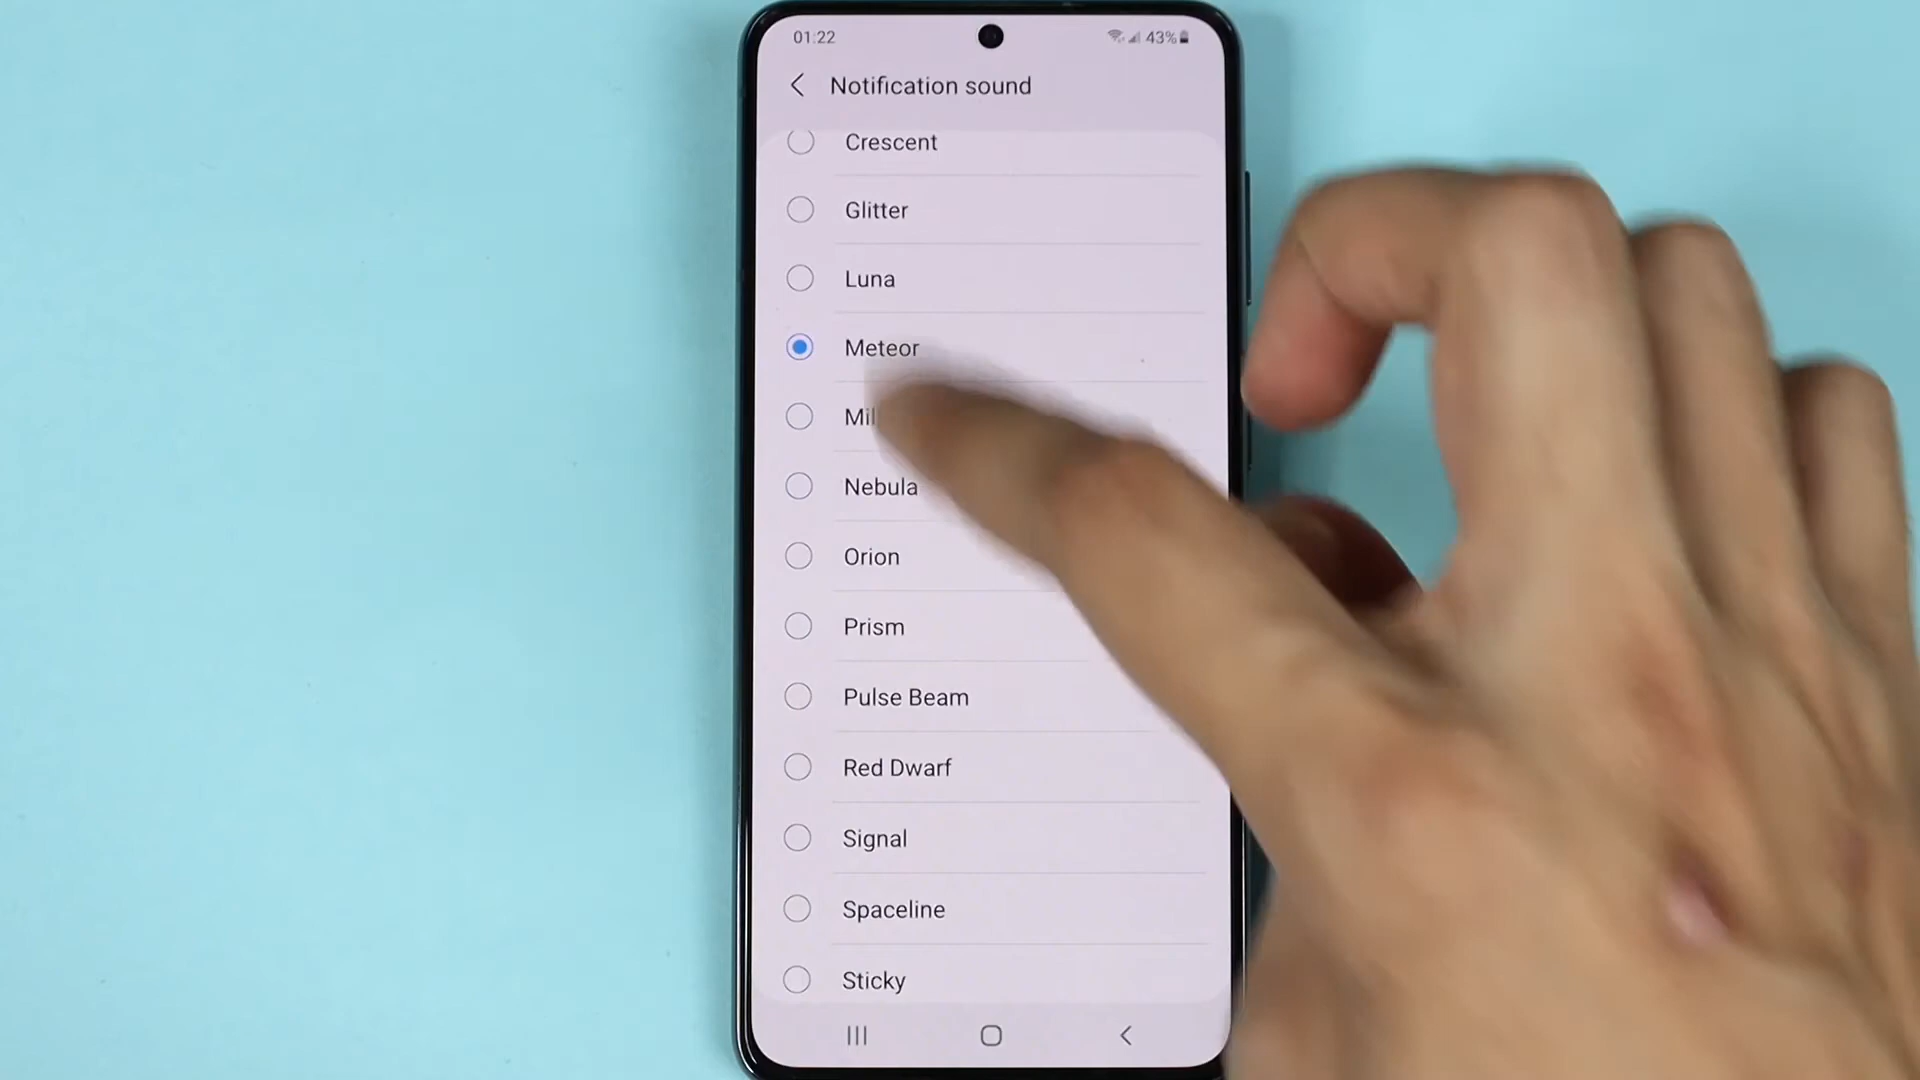 01:22
43%
Notification sound
Crescent
Glitter
Luna
Meteor
Nebula
Orion
Prism
Pulse Beam
Red Dwarf
Signal
Spaceline
Sticky